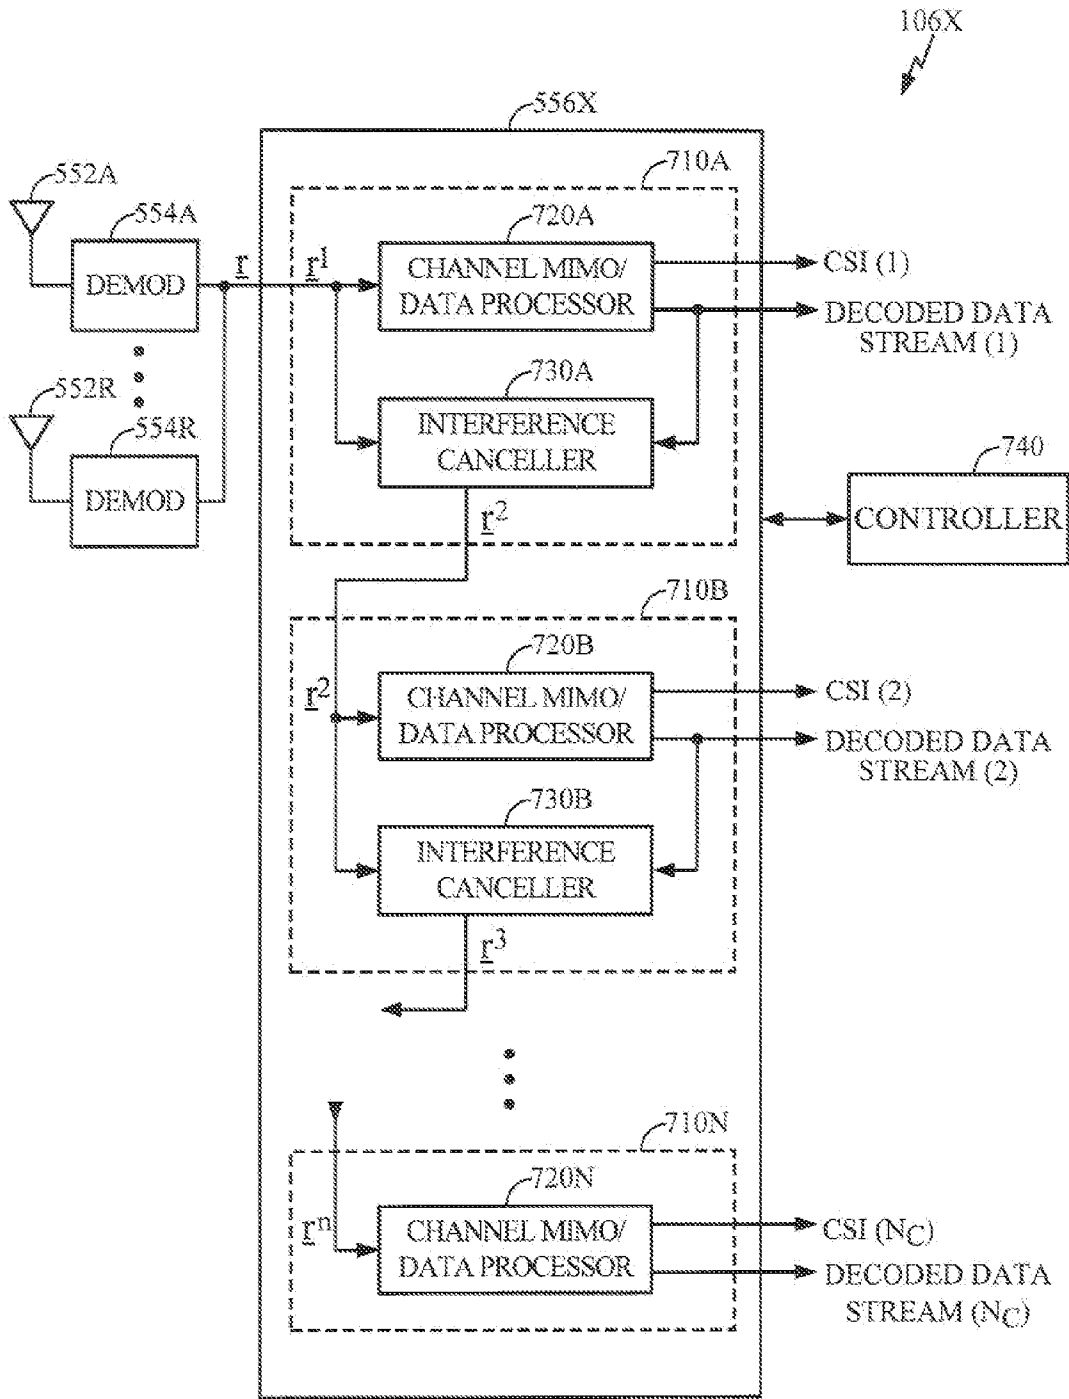 106X
556X
710A
552A
554A
DEMOD
r
r1
720A
CHANNEL MIMO/
DATA PROCESSOR
CSI (1)
DECODED DATA
STREAM (1)
552R
554R
DEMOD
730A
INTERFERENCE
CANCELLER
r2
740
CONTROLLER
710B
r2
720B
CHANNEL MIMO/
DATA PROCESSOR
CSI (2)
DECODED DATA
STREAM (2)
730B
INTERFERENCE
CANCELLER
r3
710N
rn
720N
CHANNEL MIMO/
DATA PROCESSOR
CSI (NC)
DECODED DATA
STREAM (NC)